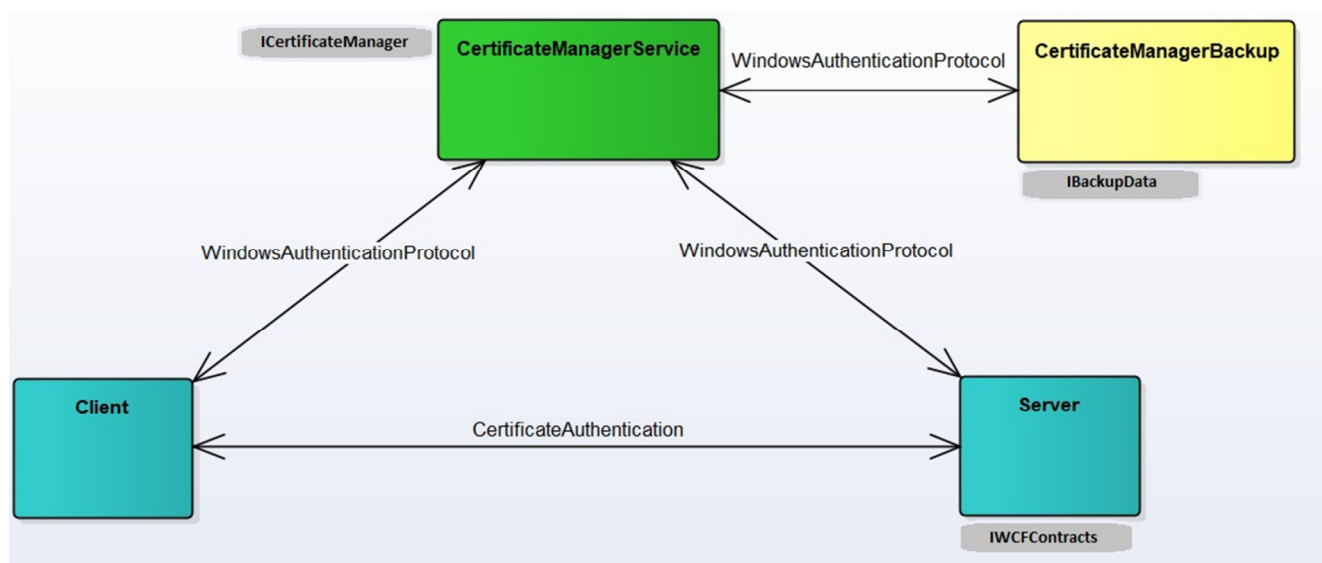 ICertificateManager
CertificateManagerService
WindowsAuthenticationProtocol
CertificateManagerBackup
IBackupData
WindowsAuthenticationProtocol
WindowsAuthenticationProtocol
Client
CertificateAuthentication
Server
IWCFContracts